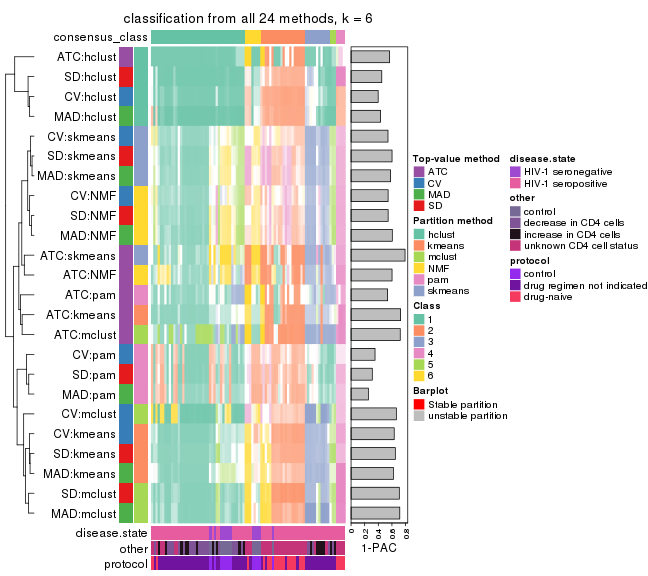 classification from all 24 methods, k = 6
consensus_class
ATC:hclust
SD:hclust
CV:hclust
MAD:hclust
CV:skmeans
SD:skmeans
MAD:skmeans
CV:NMF
SD:NMF
MAD:NMF
ATC:skmeans
ATC:NMF
ATC:pam
ATC:kmeans
ATC:mclust
CV:pam
SD:pam
MAD:pam
CV:mclust
CV:kmeans
SD:kmeans
MAD:kmeans
SD:mclust
MAD:mclust
disease.state
other
protocol
0 0.2 0.4 0.6 0.8
1-PAC
Top-value method
ATC
CV
MAD
SD
Partition method
hclust
kmeans
mclust
NMF
pam
skmeans
Class
1
2
3
4
5
6
Barplot
Stable partition
unstable partition
disease.state
HIV-1 seronegative
HIV-1 seropositive
other
control
decrease in CD4 cells
increase in CD4 cells
unknown CD4 cell status
protocol
control
drug regimen not indicated
drug-naive